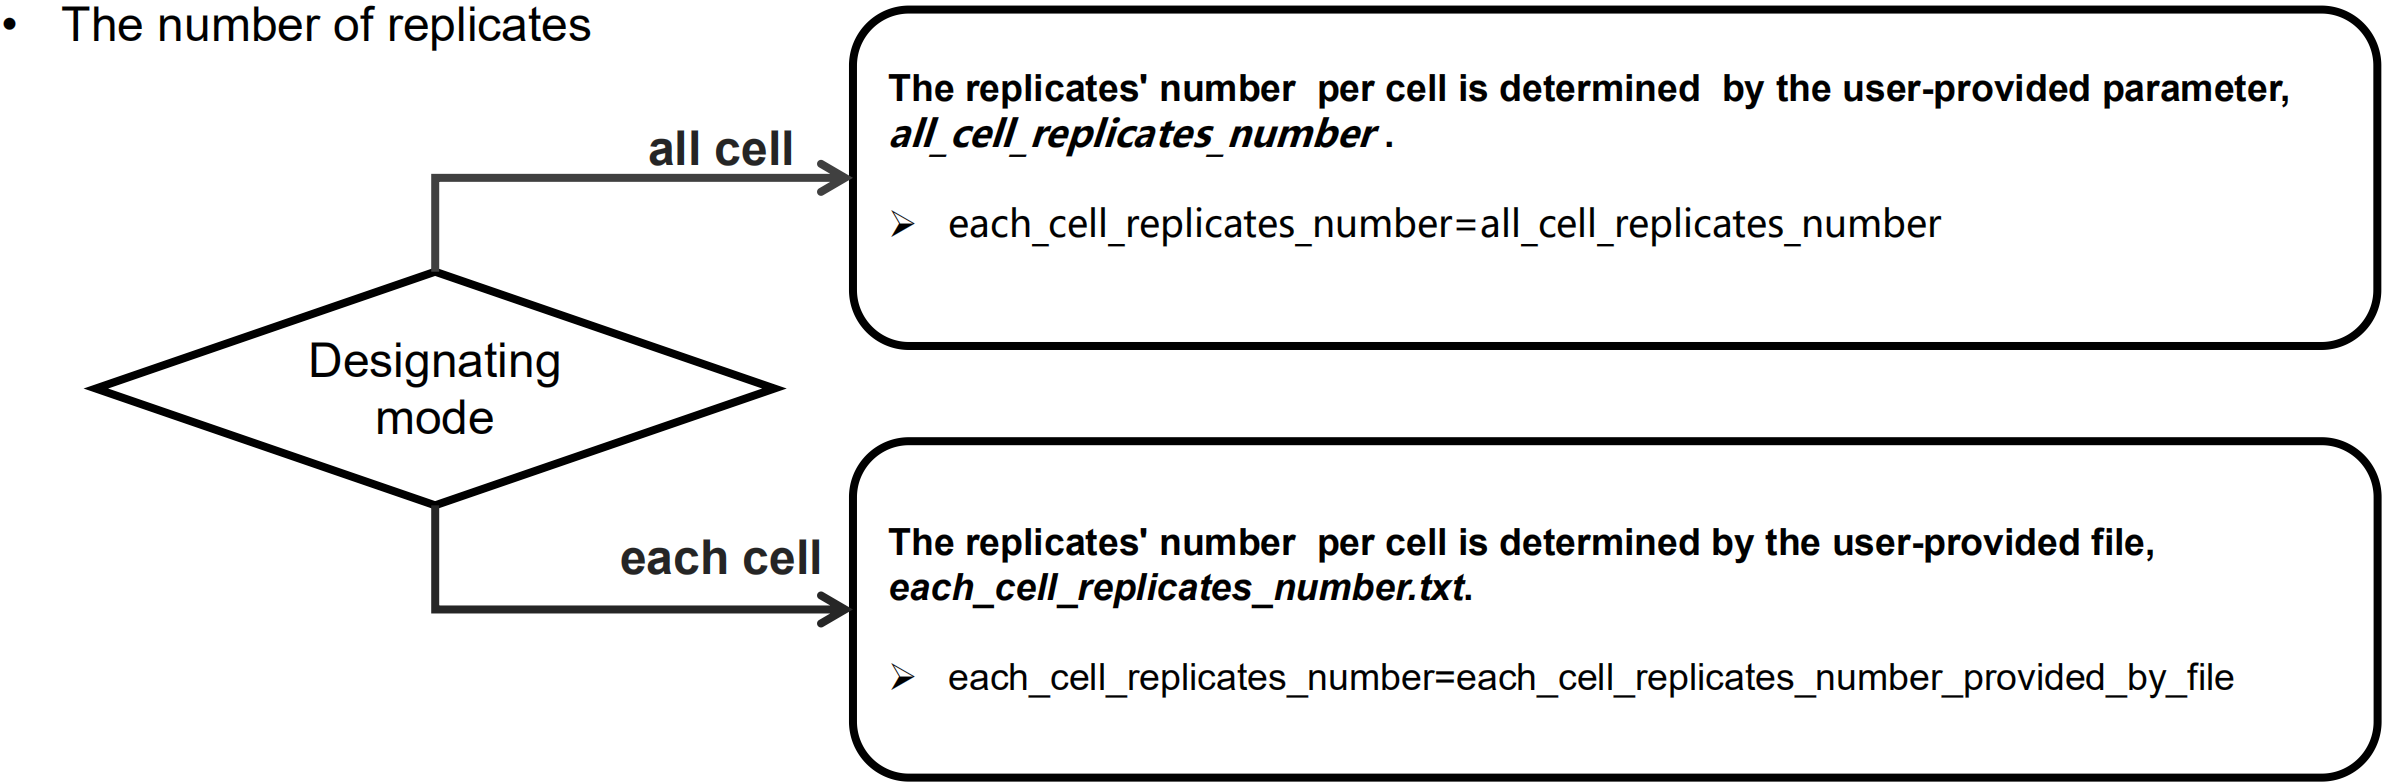 • The number of replicates
all cell
The replicates' number per cell is determined by the user-provided parameter,
all_cell_replicates_number .
➢ each_cell_replicates_number=all_cell_replicates_number
Designating
mode
each cell
The replicates' number per cell is determined by the user-provided file,
each_cell_replicates_number.txt.
➢ each_cell_replicates_number=each_cell_replicates_number_provided_by_file